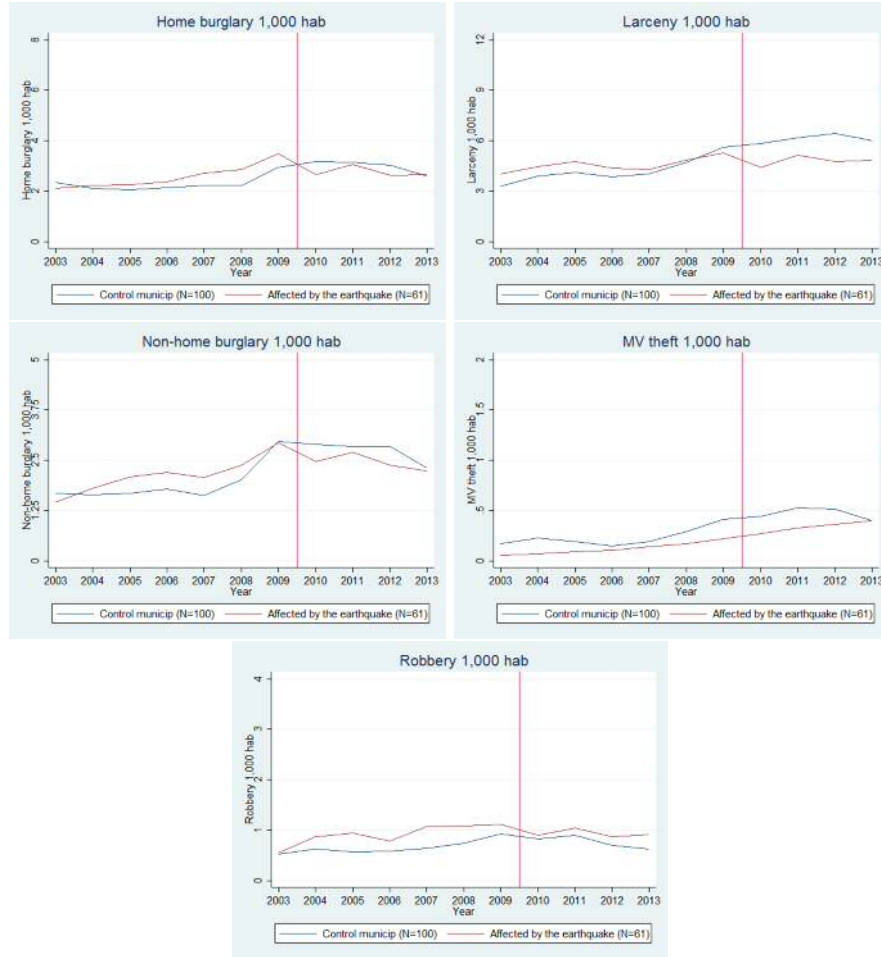 Home burglary 1,000 hab
Home burglary 1,000 hab
8
6
4
2
0
2003 2004 2005 2006 2007 2008 2009 2010 2011 2012 2013
Year
Control municip (N=100) Affected by the earthquake (N=61)
Larceny 1,000 hab
Larceny 1,000 hab
12
9
6
3
0
2003 2004 2005 2006 2007 2008 2009 2010 2011 2012 2013
Year
Control municip (N=100) Affected by the earthquake (N=61)
Non-home burglary 1,000 hab
Non-home burglary 1,000 hab
5
3.75
2.5
1.25
0
2003 2004 2005 2006 2007 2008 2009 2010 2011 2012 2013
Year
Control municip (N=100) Affected by the earthquake (N=61)
MV theft 1,000 hab
MV theft 1,000 hab
2
1.5
1
.5
0
2003 2004 2005 2006 2007 2008 2009 2010 2011 2012 2013
Year
Control municip (N=100) Affected by the earthquake (N=61)
Robbery 1,000 hab
Robbery 1,000 hab
4
3
2
1
0
2003 2004 2005 2006 2007 2008 2009 2010 2011 2012 2013
Year
Control municip (N=100) Affected by the earthquake (N=61)